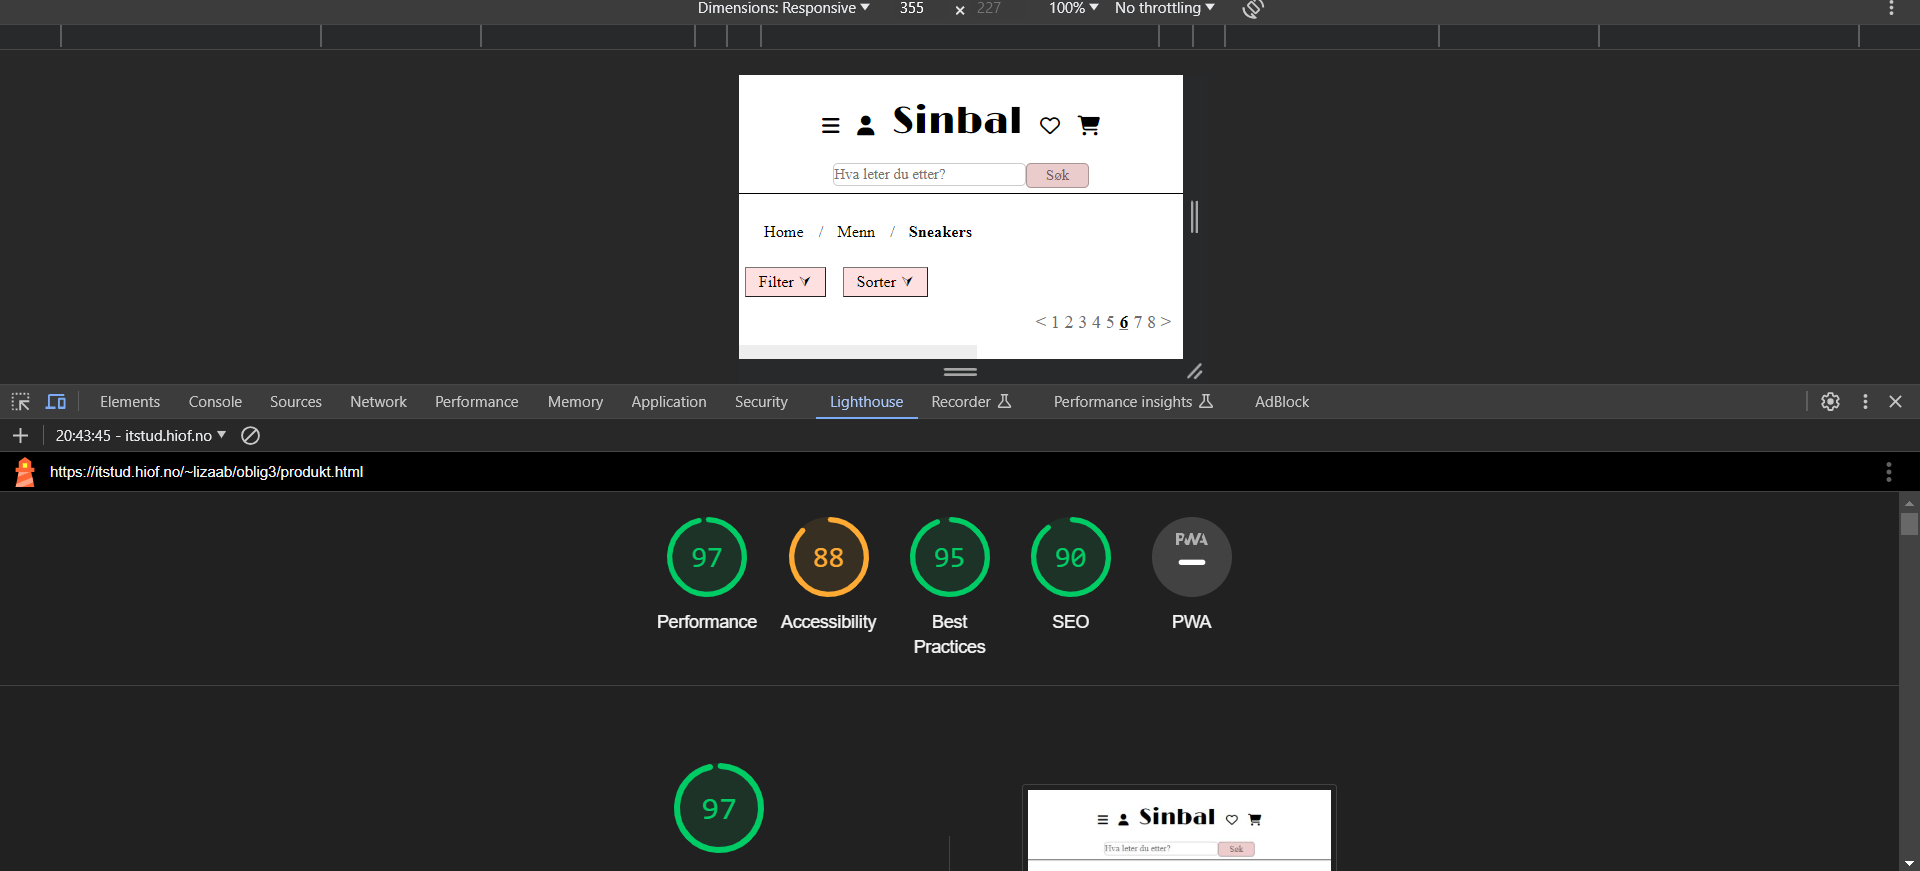 Dimensions: Responsive 355 × 227 100% No throttling
Sinbal
Hva leter du etter? Søk
Home / Menn / Sneakers
Filter Sorter
< 1 2 3 4 5 6 7 8 >
Elements Console Sources Network Performance Memory Application Security Lighthouse Recorder Performance insights AdBlock
20:43:45 - itstud.hiof.no
https://itstud.hiof.no/~lizaab/oblig3/produkt.html
97 88 95 90 PWA
Performance Accessibility Best Practices SEO PWA
97
Sinbal
Hva leter du etter? Søk